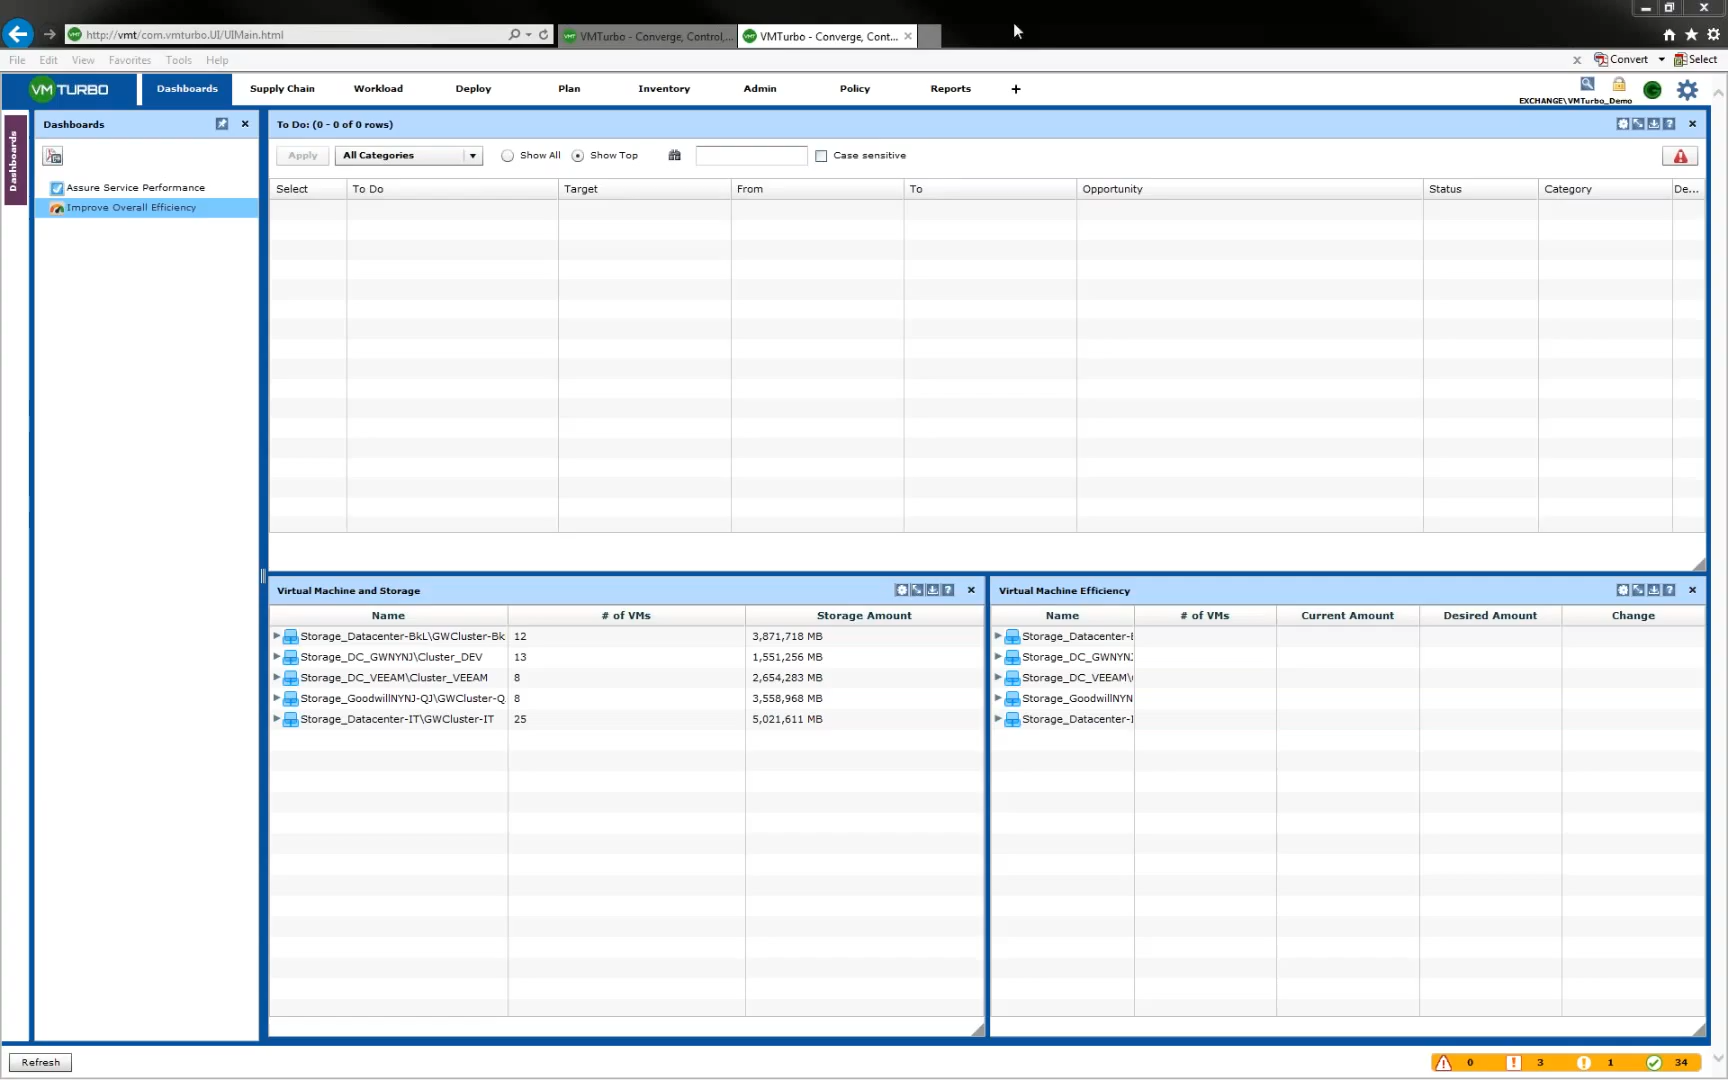 http://vmt/com.vmturbo.UI/UIMain.html
VMTurbo - Converge, Control,...
VMTurbo - Converge, Cont...
File Edit View Favorites Tools Help
Convert
Select
VM TURBO
Dashboards
Supply Chain
Workload
Deploy
Plan
Inventory
Admin
Policy
Reports
+
EXCHANGE\VMTurbo_Demo
Dashboards
Dashboards
Assure Service Performance
Improve Overall Efficiency
To Do: (0 - 0 of 0 rows)
Apply All Categories Show All Show Top Case sensitive
Select To Do Target From To Opportunity Status Category De...
Virtual Machine and Storage
Name # of VMs Storage Amount
Storage_Datacenter-BkL\GWCluster-Bk 12 3,871,718 MB
Storage_DC_GWNYNJ\Cluster_DEV 13 1,551,256 MB
Storage_DC_VEEAM\Cluster_VEEAM 8 2,654,283 MB
Storage_GoodwillNYNJ-QJ\GWCluster-Q 8 3,558,968 MB
Storage_Datacenter-IT\GWCluster-IT 25 5,021,611 MB
Virtual Machine Efficiency
Name # of VMs Current Amount Desired Amount Change
Storage_Datacenter-
Storage_DC_GWNYNJ
Storage_DC_VEEAM\
Storage_GoodwillNYN
Storage_Datacenter-
Refresh
0 3 1 34